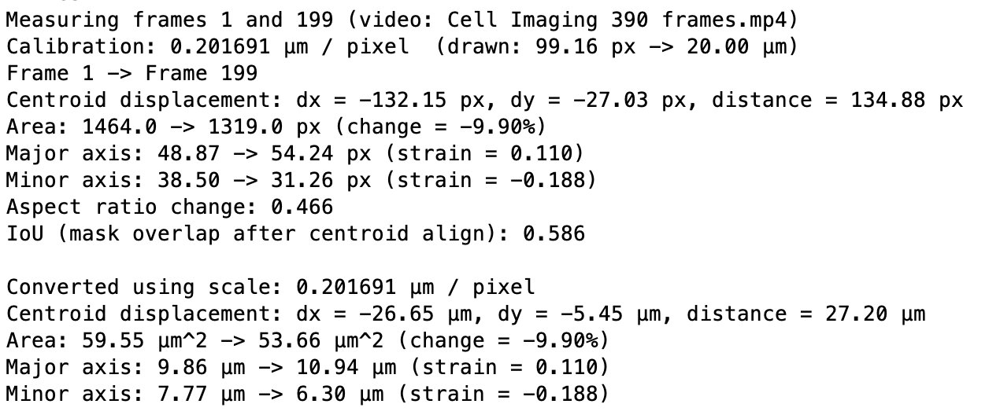 Measuring frames 1 and 199 (video: Cell Imaging 390 frames.mp4)
Calibration: 0.201691 µm / pixel  (drawn: 99.16 px -> 20.00 µm)
Frame 1 -> Frame 199
Centroid displacement: dx = -132.15 px, dy = -27.03 px, distance = 134.88 px
Area: 1464.0 -> 1319.0 px (change = -9.90%)
Major axis: 48.87 -> 54.24 px (strain = 0.110)
Minor axis: 38.50 -> 31.26 px (strain = -0.188)
Aspect ratio change: 0.466
IoU (mask overlap after centroid align): 0.586

Converted using scale: 0.201691 µm / pixel
Centroid displacement: dx = -26.65 µm, dy = -5.45 µm, distance = 27.20 µm
Area: 59.55 µm^2 -> 53.66 µm^2 (change = -9.90%)
Major axis: 9.86 µm -> 10.94 µm (strain = 0.110)
Minor axis: 7.77 µm -> 6.30 µm (strain = -0.188)